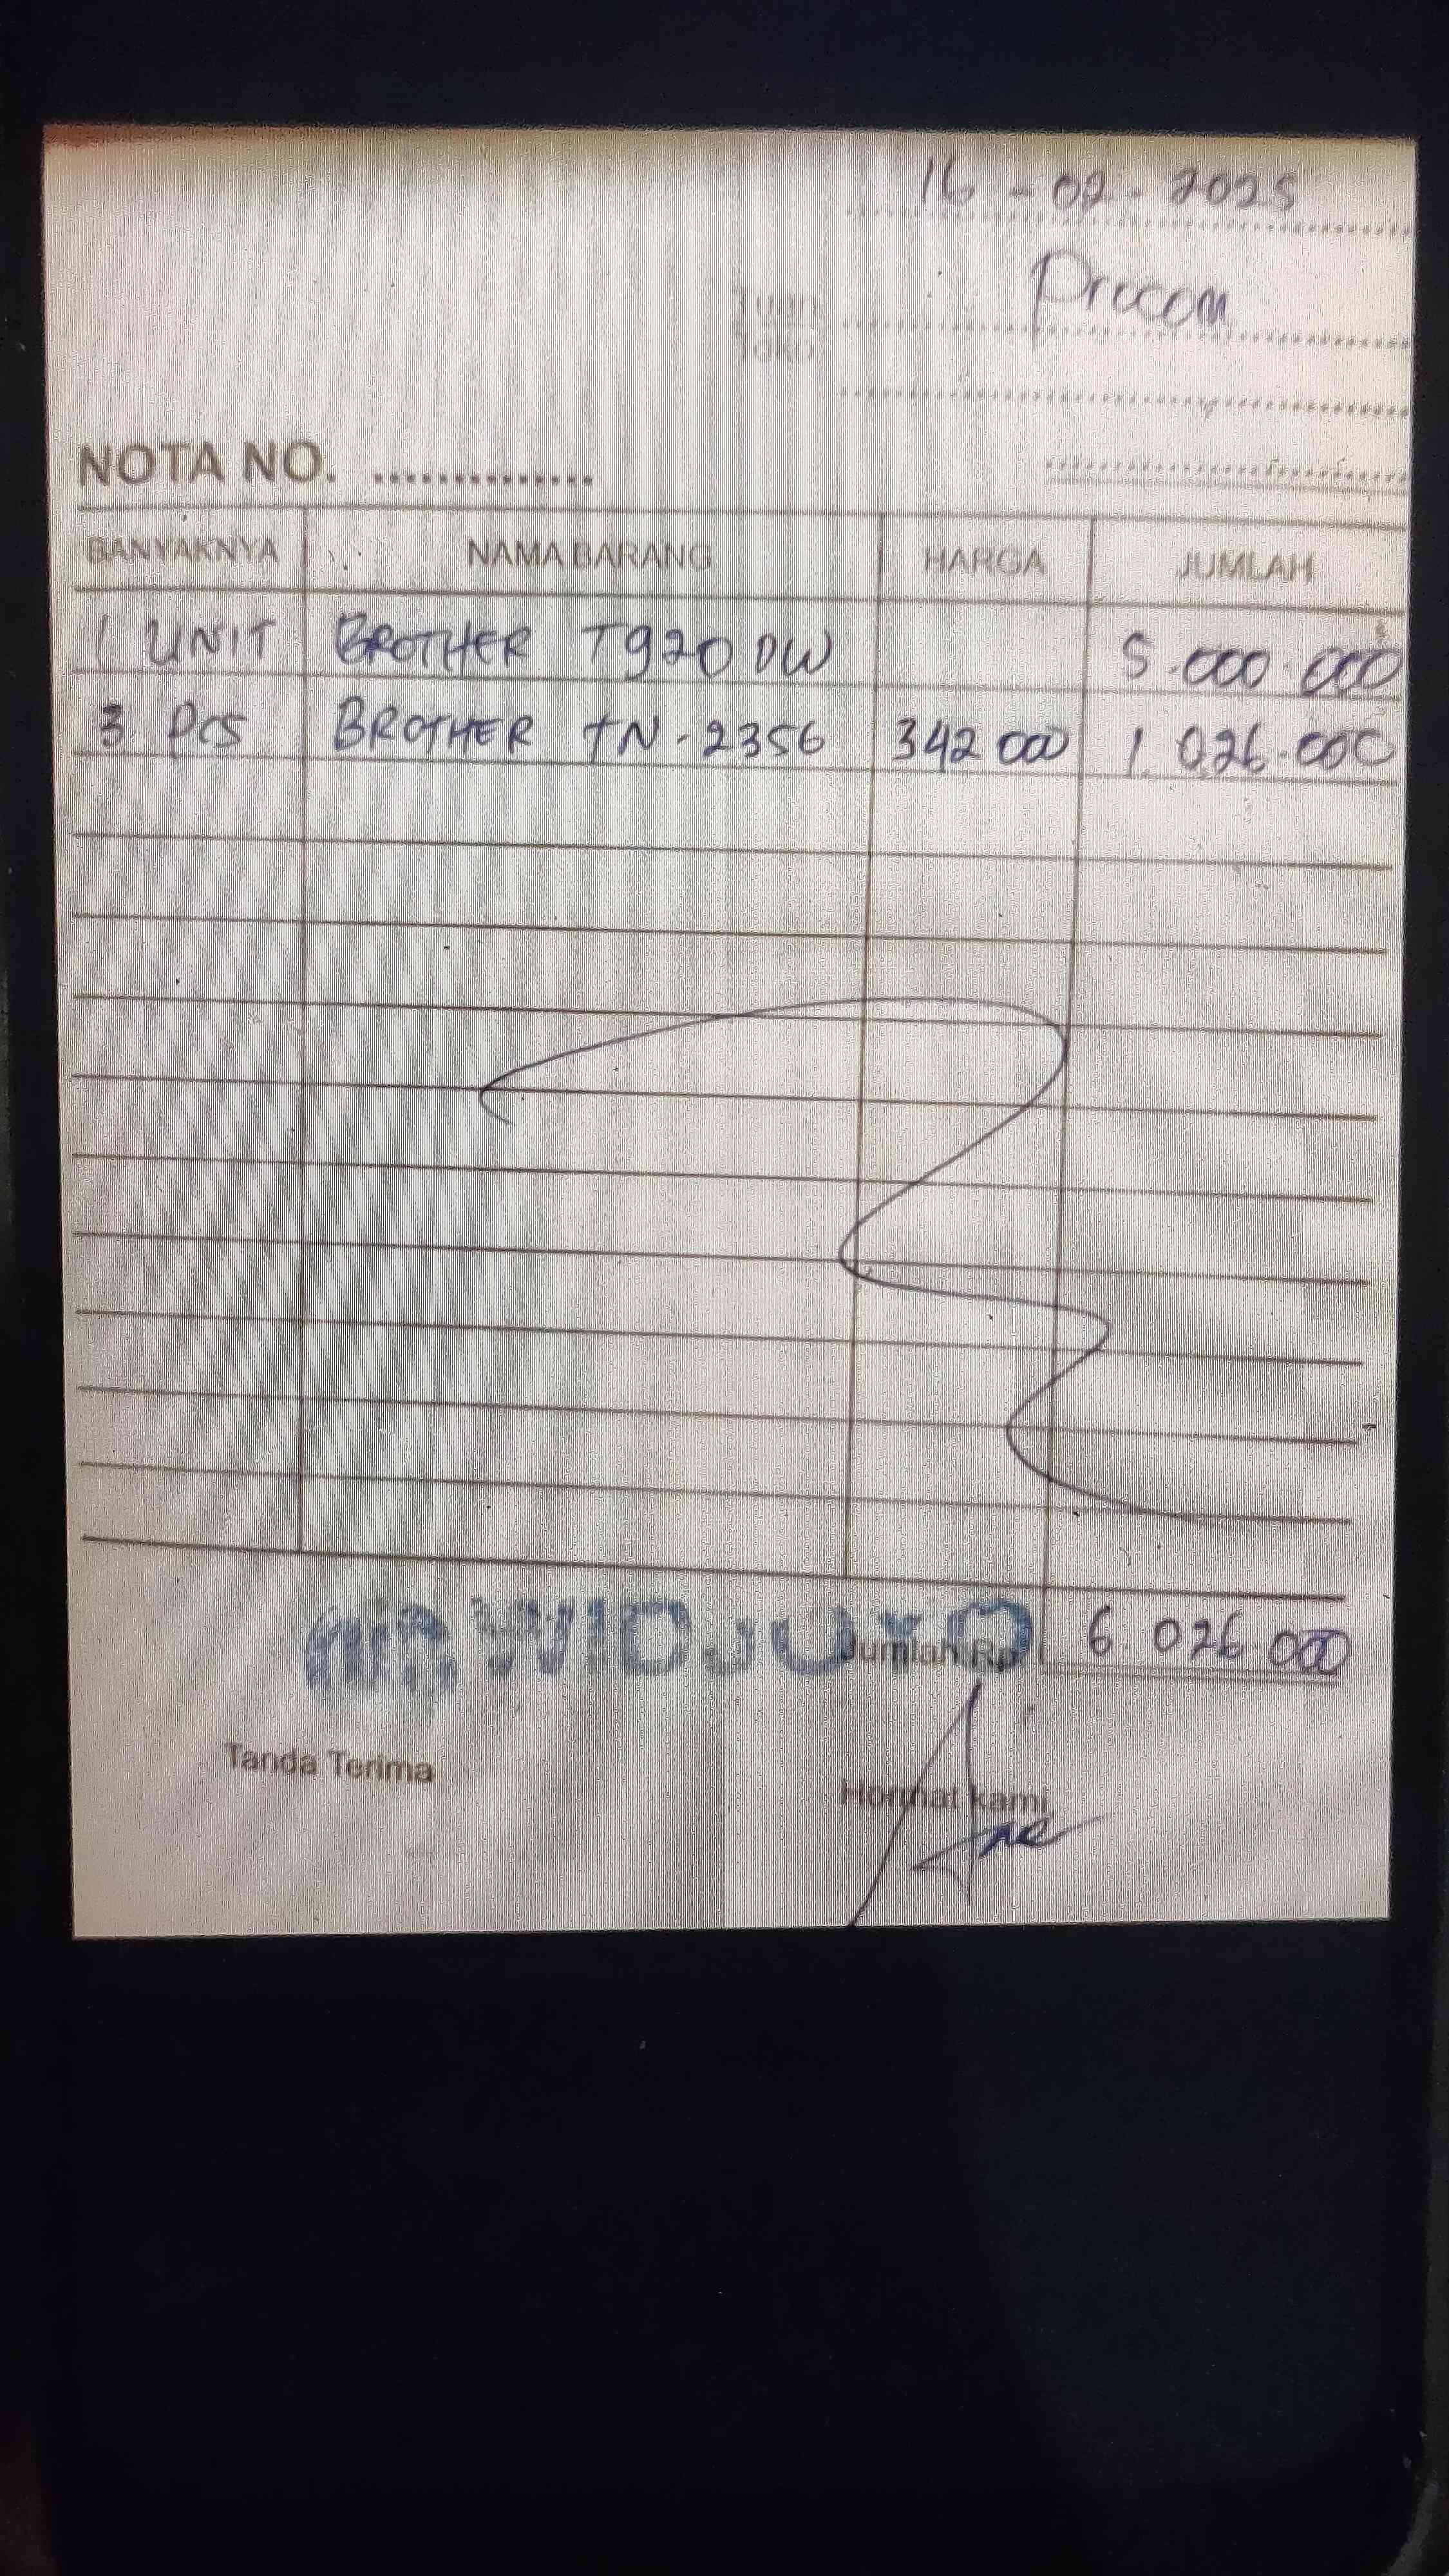 16 - 02 - 2025
Tuan Procom
Toko
NOTA NO. ..............
BANYAKNYA NAMA BARANG HARGA JUMLAH
1 UNIT BROTHER T920 DW 5.000.000
3 PCS BROTHER TN-2356 342 000 1.026.000
WIDJOYO
Jumlah Rp 6 026 000
Tanda Terima
Hormat kami,